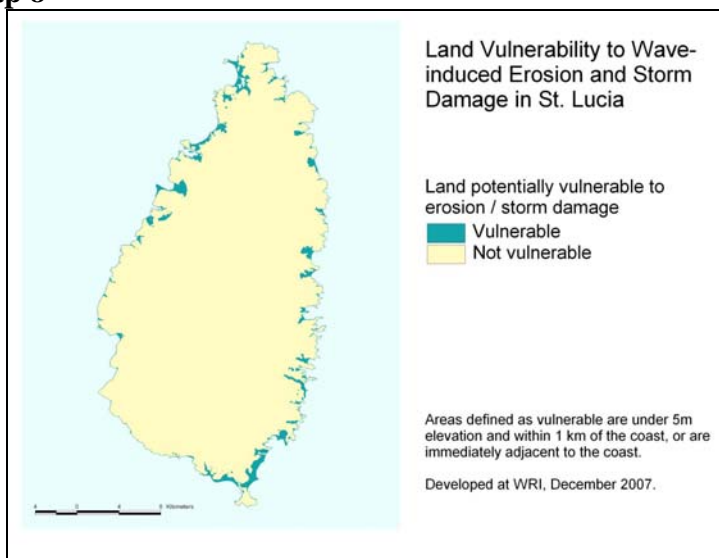 Land Vulnerability to Wave-
induced Erosion and Storm
Damage in St. Lucia
Land potentially vulnerable to
erosion / storm damage
Vulnerable
Not vulnerable
Areas defined as vulnerable are under 5m
elevation and within 1 km of the coast, or are
immediately adjacent to the coast.
Developed at WRI, December 2007.
Kilometers